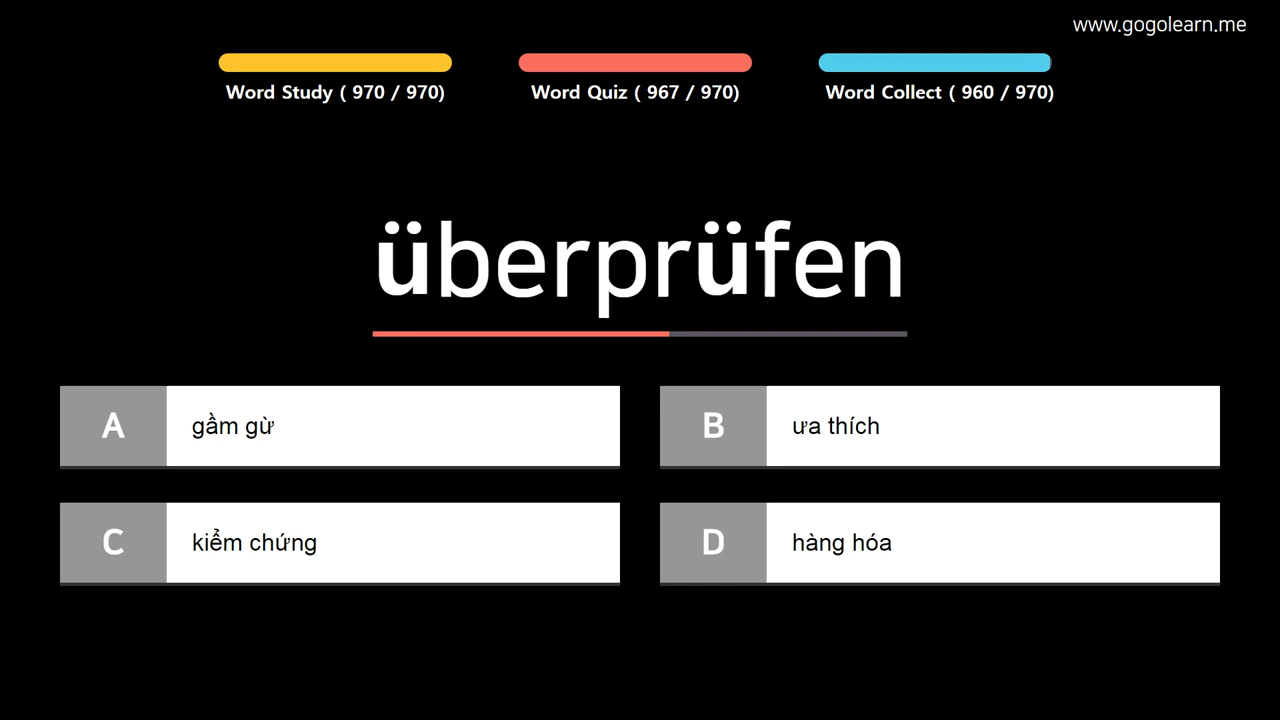 www.gogolearn.me
Word Study ( 970 / 970)
Word Quiz ( 967 / 970)
Word Collect ( 960 / 970)
überprüfen
A
gầm gừ
B
ưa thích
C
kiểm chứng
D
hàng hóa